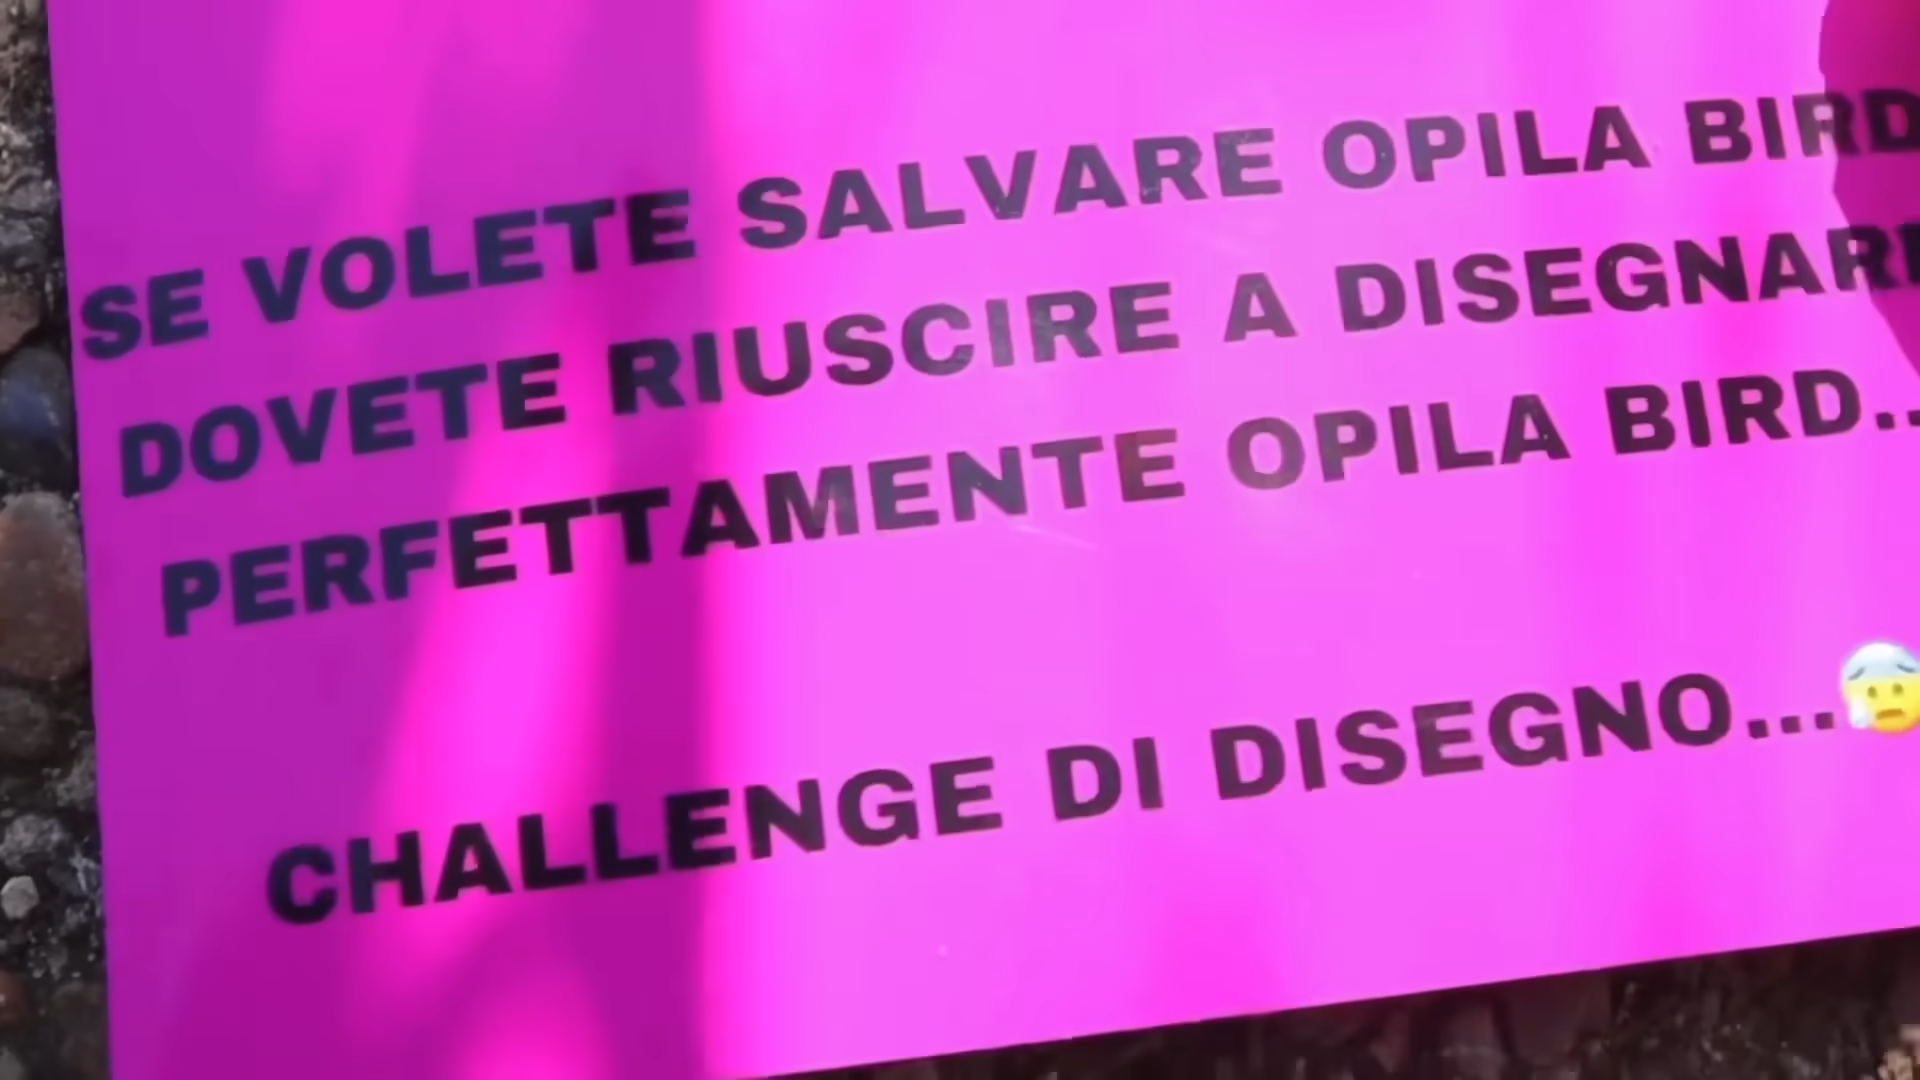 SE VOLETE SALVARE OPILA BIRD
DOVETE RIUSCIRE A DISEGNARE
PERFETTAMENTE OPILA BIRD..
CHALLENGE DI DISEGNO...😰